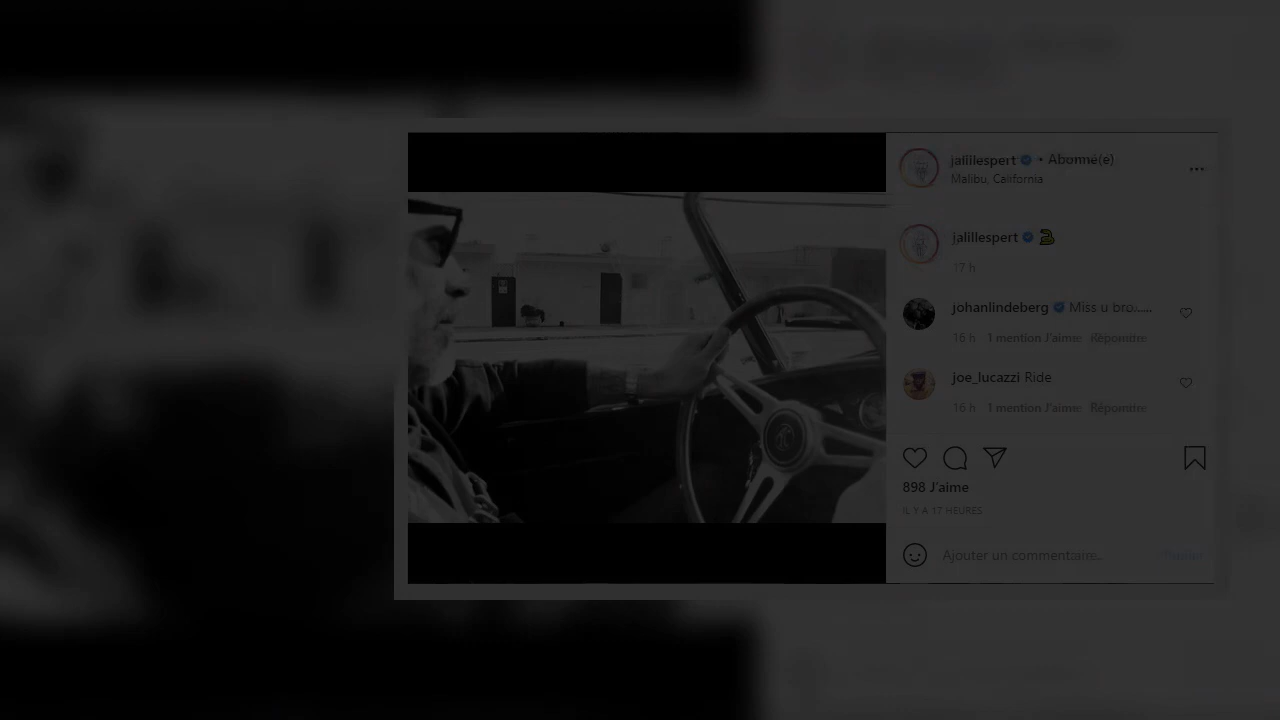 jalillespert • Abonné(e)
Malibu, California
jalillespert
17 h
johanlindeberg Miss u bro......
16 h 1 mention J'aime Répondre
joe_lucazzi Ride
16 h 1 mention J'aime Répondre
898 J'aime
IL Y A 17 HEURES
Ajouter un commentaire...